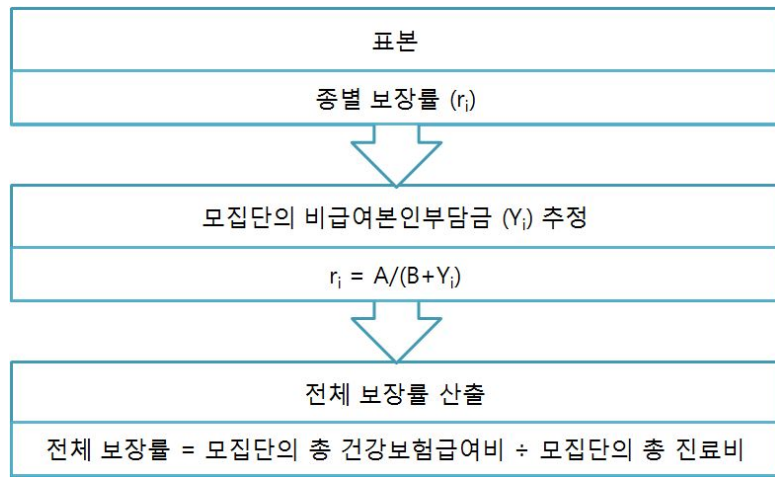 표본
종별 보장률 (rᵢ)
모집단의 비급여본인부담금 (Yᵢ) 추정
rᵢ = A/(B+Yᵢ)
전체 보장률 산출
전체 보장률 = 모집단의 총 건강보험급여비 ÷ 모집단의 총 진료비